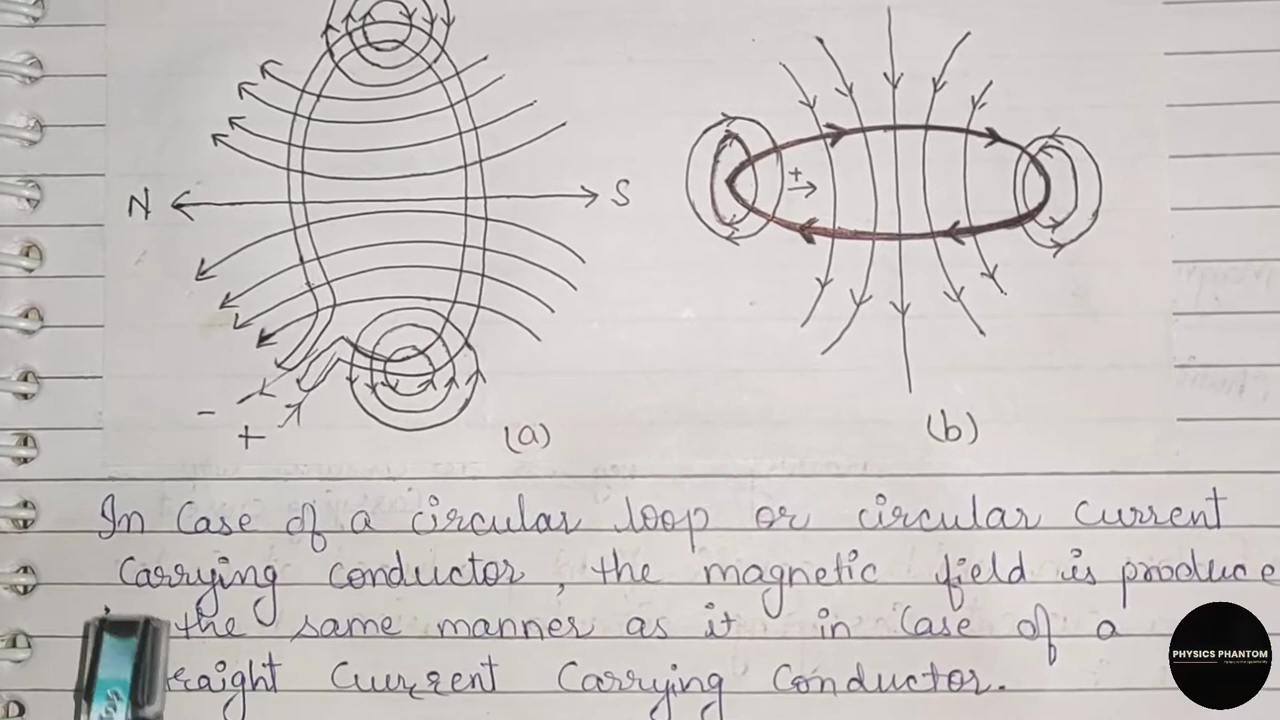 N
S
+
-
+
(a)
(b)
In Case of a circular loop or circular current
Carrying conductor, the magnetic field is produce
the same manner as it in Case of a
raight Current Carrying Conductor.
PHYSICS PHANTOM